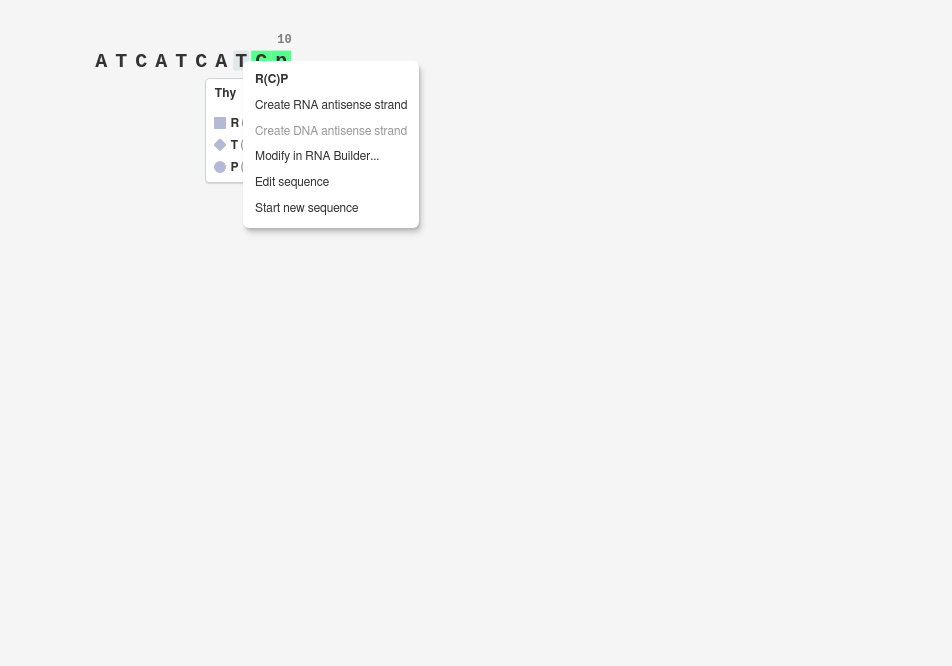 10
ATCATCATCp
R(C)P
Thy
Create RNA antisense strand
R (
Create DNA antisense strand
T (
Modify in RNA Builder...
P (
Edit sequence
Start new sequence